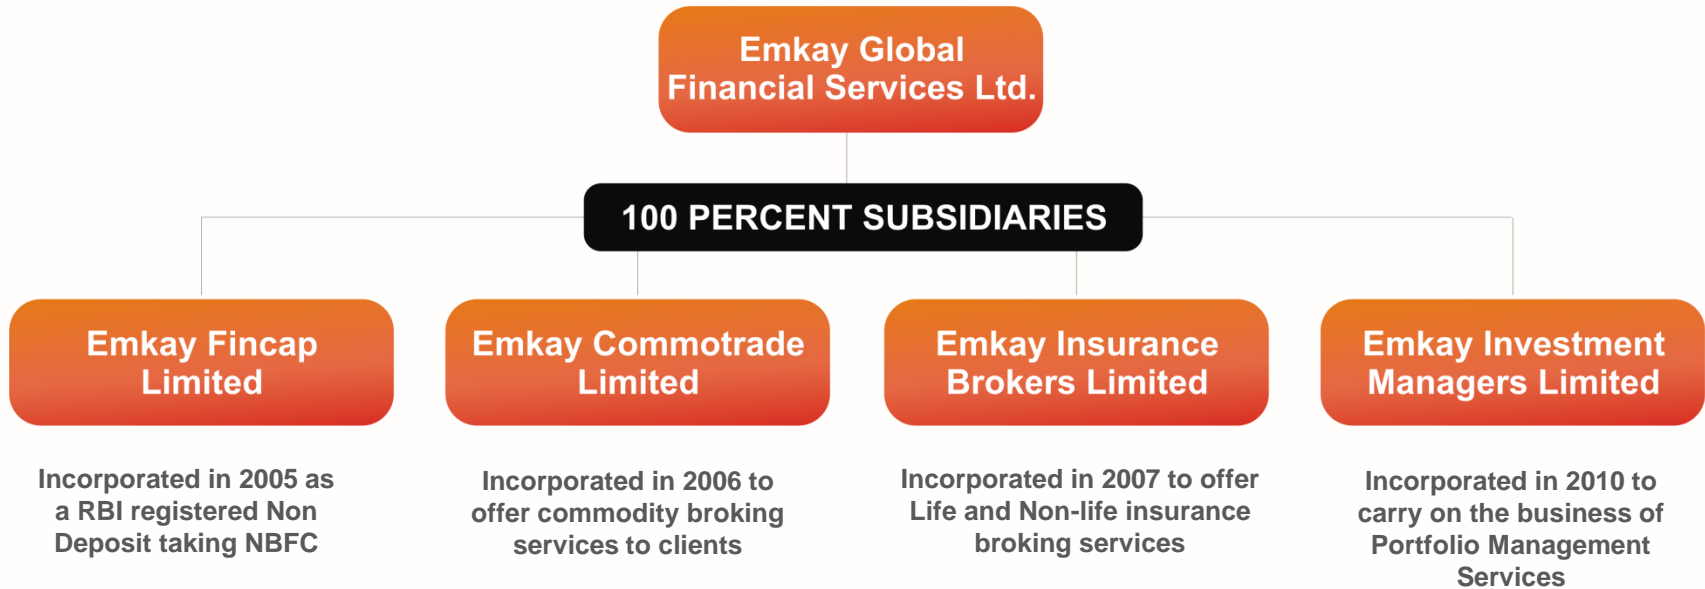 Emkay Global
Financial Services Ltd.
100 PERCENT SUBSIDIARIES
Emkay Fincap
Limited
Incorporated in 2005 as
a RBI registered Non
Deposit taking NBFC
Emkay Commotrade
Limited
Incorporated in 2006 to
offer commodity broking
services to clients
Emkay Insurance
Brokers Limited
Incorporated in 2007 to offer
Life and Non-life insurance
broking services
Emkay Investment
Managers Limited
Incorporated in 2010 to
carry on the business of
Portfolio Management
Services